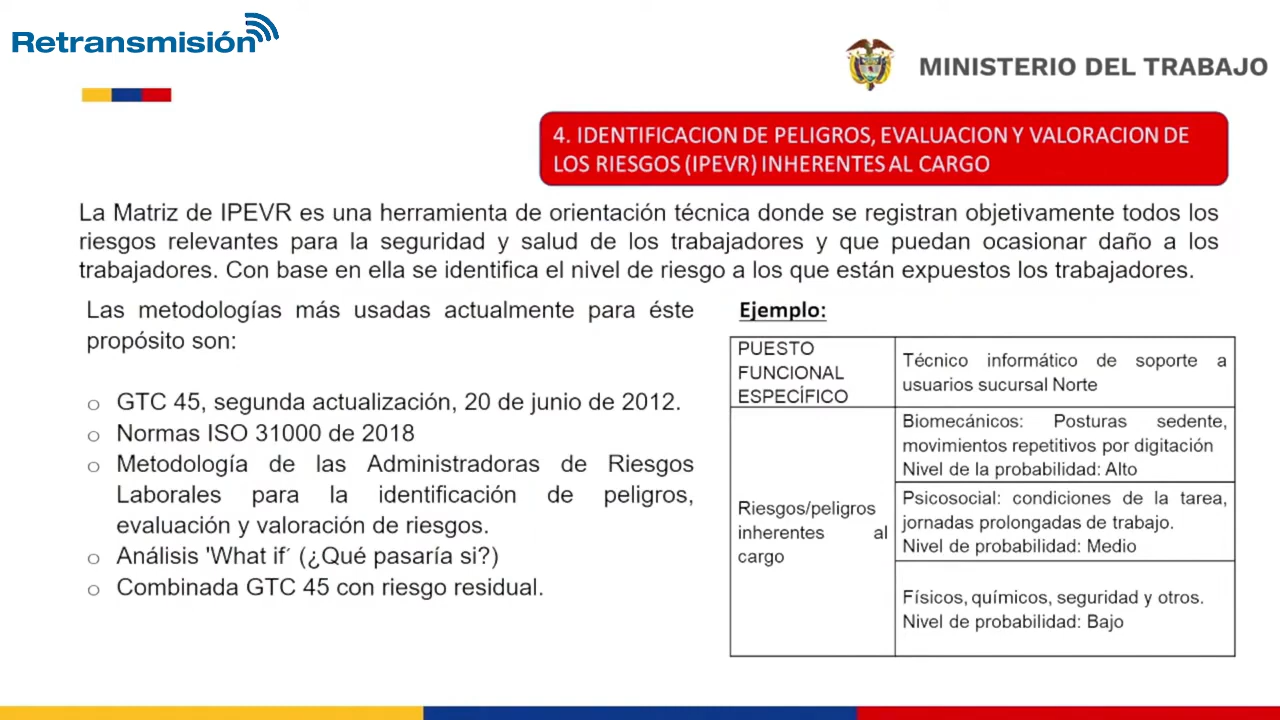 Retransmisión
MINISTERIO DEL TRABAJO
4. IDENTIFICACION DE PELIGROS, EVALUACION Y VALORACION DE
LOS RIESGOS (IPEVR) INHERENTES AL CARGO
La Matriz de IPEVR es una herramienta de orientación técnica donde se registran objetivamente todos los
riesgos relevantes para la seguridad y salud de los trabajadores y que puedan ocasionar daño a los
trabajadores. Con base en ella se identifica el nivel de riesgo a los que están expuestos los trabajadores.
Las metodologías más usadas actualmente para éste
propósito son:
o GTC 45, segunda actualización, 20 de junio de 2012.
o Normas ISO 31000 de 2018
o Metodología de las Administradoras de Riesgos
Laborales para la identificación de peligros,
evaluación y valoración de riesgos.
o Análisis 'What if´ (¿Qué pasaría si?)
o Combinada GTC 45 con riesgo residual.
Ejemplo:
PUESTO
FUNCIONAL
ESPECÍFICO
Técnico informático de soporte a
usuarios sucursal Norte
Riesgos/peligros
inherentes al
cargo
Biomecánicos: Posturas sedente,
movimientos repetitivos por digitación
Nivel de la probabilidad: Alto
Psicosocial: condiciones de la tarea,
jornadas prolongadas de trabajo.
Nivel de probabilidad: Medio
Físicos, químicos, seguridad y otros.
Nivel de probabilidad: Bajo